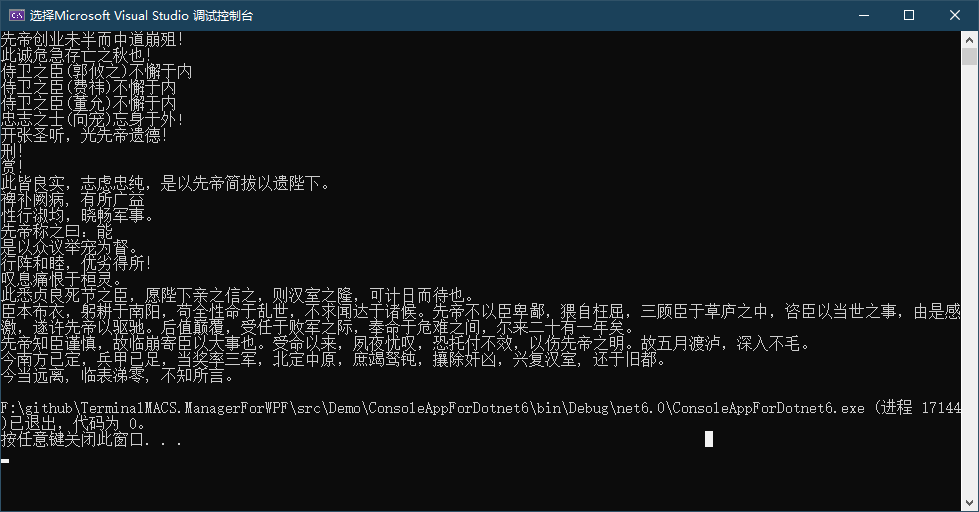 选择Microsoft Visual Studio 调试控制台
先帝创业未半而中道崩殂!
此诚危急存亡之秋也!
侍卫之臣(郭攸之)不懈于内
侍卫之臣(费祎)不懈于内
侍卫之臣(董允)不懈于内
忠志之士(向宠)忘身于外!
开张圣听，光先帝遗德!
刑!
赏!
此皆良实，志虑忠纯，是以先帝简拔以遗陛下。
裨补阙病，有所广益
性行淑均，晓畅军事。
先帝称之曰：能
是以众议举宠为督。
行阵和睦，优劣得所!
叹息痛恨于桓灵。
此悉贞良死节之臣，愿陛下亲之信之，则汉室之隆，可计日而待也。
臣本布衣，躬耕于南阳，苟全性命于乱世，不求闻达于诸侯。先帝不以臣卑鄙，猥自枉屈，三顾臣于草庐之中，咨臣以当世之事，由是感
激，遂许先帝以驱驰。后值颠覆，受任于败军之际，奉命于危难之间，尔来二十有一年矣。
先帝知臣谨慎，故临崩寄臣以大事也。受命以来，夙夜忧叹，恐托付不效，以伤先帝之明。故五月渡泸，深入不毛。
今南方已定，兵甲已足，当奖率三军，北定中原，庶竭驽钝，攘除奸凶，兴复汉室，还于旧都。
今当远离，临表涕零，不知所言。
F:\github\TerminalMACS.ManagerForWPF\src\Demo\ConsoleAppForDotnet6\bin\Debug\net6.0\ConsoleAppForDotnet6.exe (进程 17144
)已退出，代码为 0。
按任意键关闭此窗口. . .